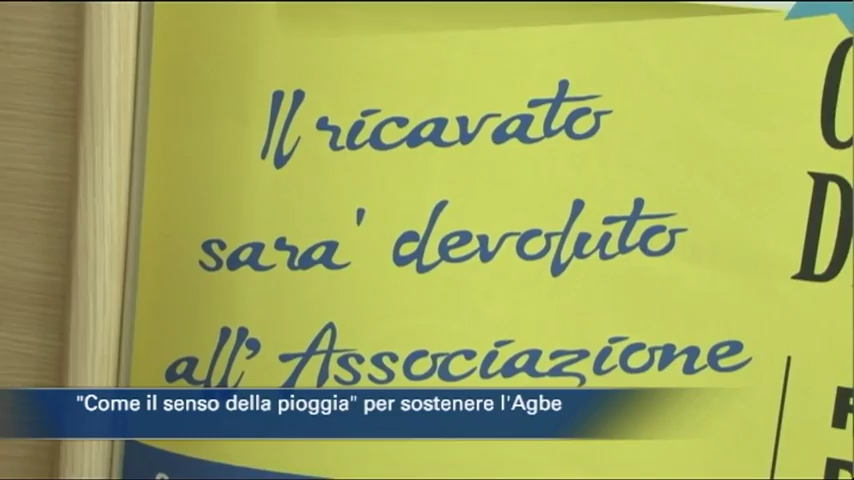 Il ricavato
sara' devoluto
all' Associazione
"Come il senso della pioggia" per sostenere l'Agbe